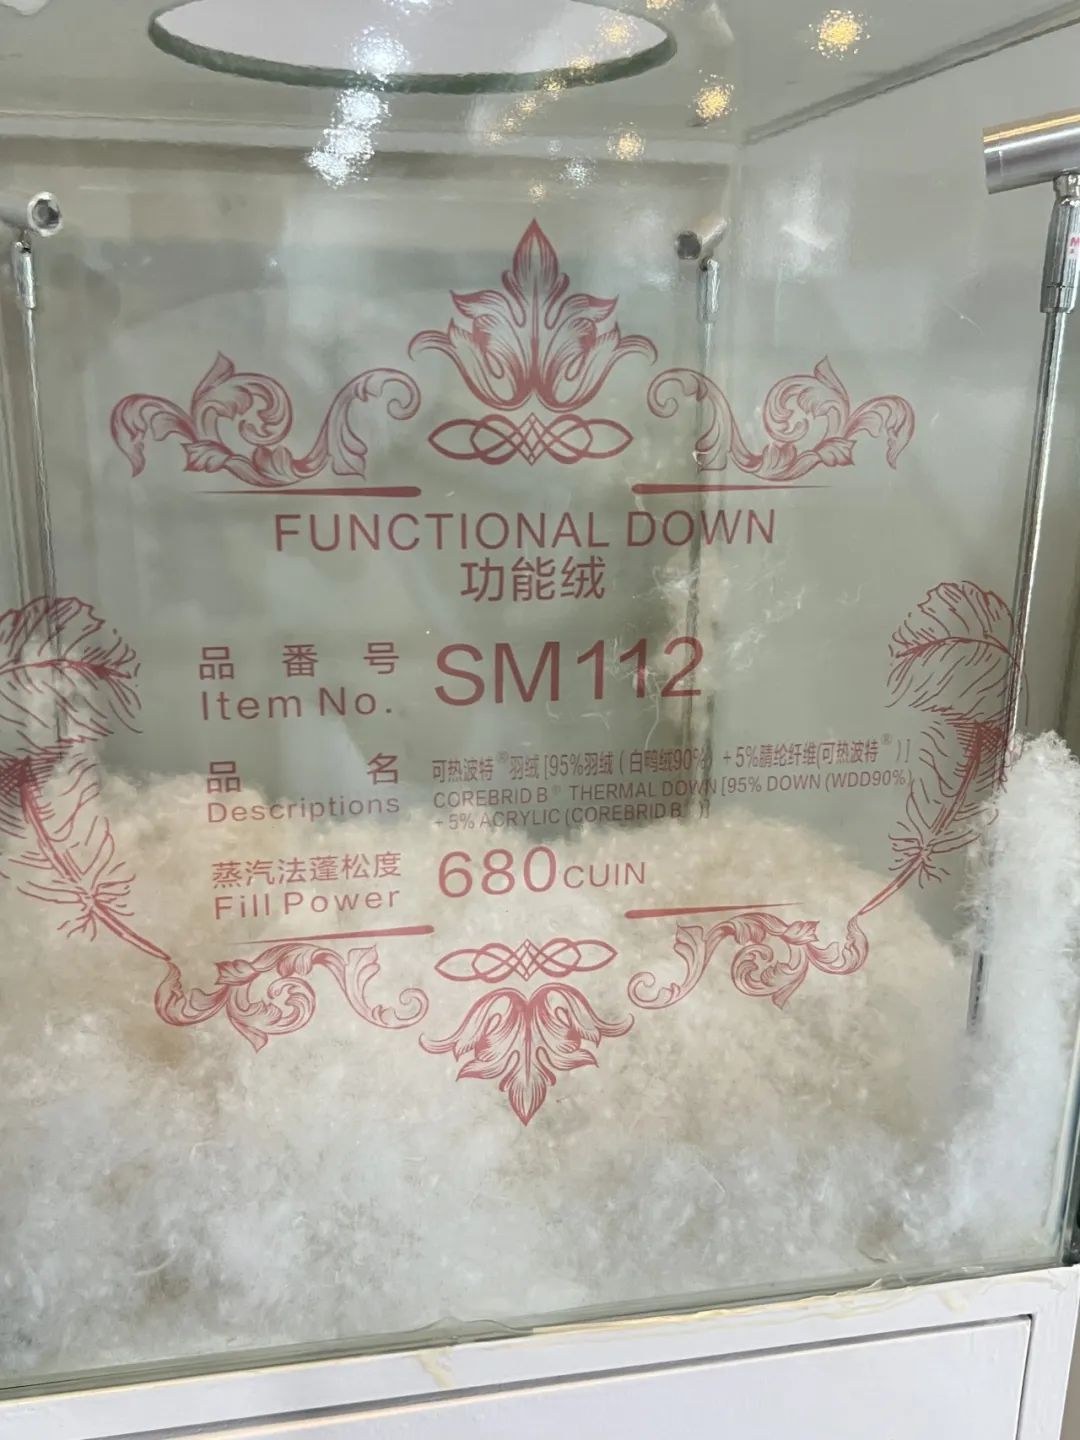 FUNCTIONAL DOWN
功能绒
品番号 SM112
Item No.
品名 可热波特®羽绒[95%羽绒(白鸭绒90%)+5%腈纶纤维(可热波特®)]
Descriptions COREBRID B® THERMAL DOWN [95% DOWN (WDD90%)
+ 5% ACRYLIC (COREBRID B®)]
蒸汽法蓬松度 680CUIN
Fill Power